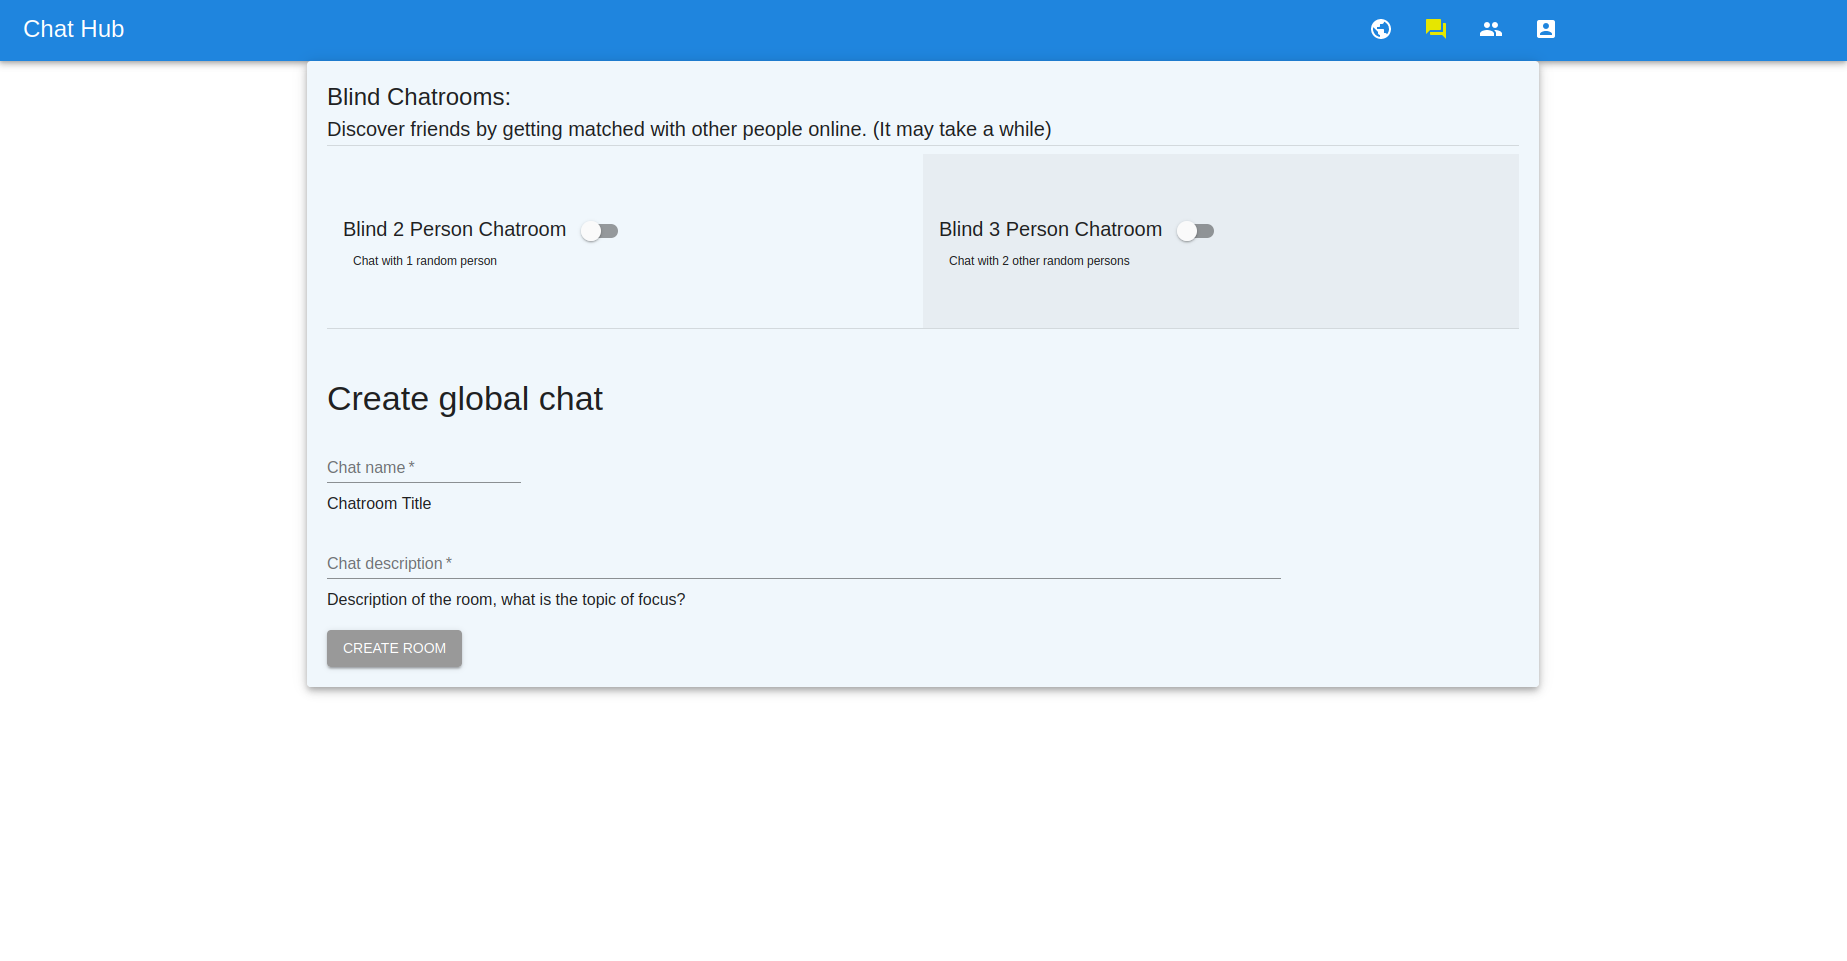 Chat Hub
Blind Chatrooms:
Discover friends by getting matched with other people online. (It may take a while)
Blind 2 Person Chatroom
Chat with 1 random person
Blind 3 Person Chatroom
Chat with 2 other random persons
Create global chat
Chat name *
Chatroom Title
Chat description *
Description of the room, what is the topic of focus?
CREATE ROOM